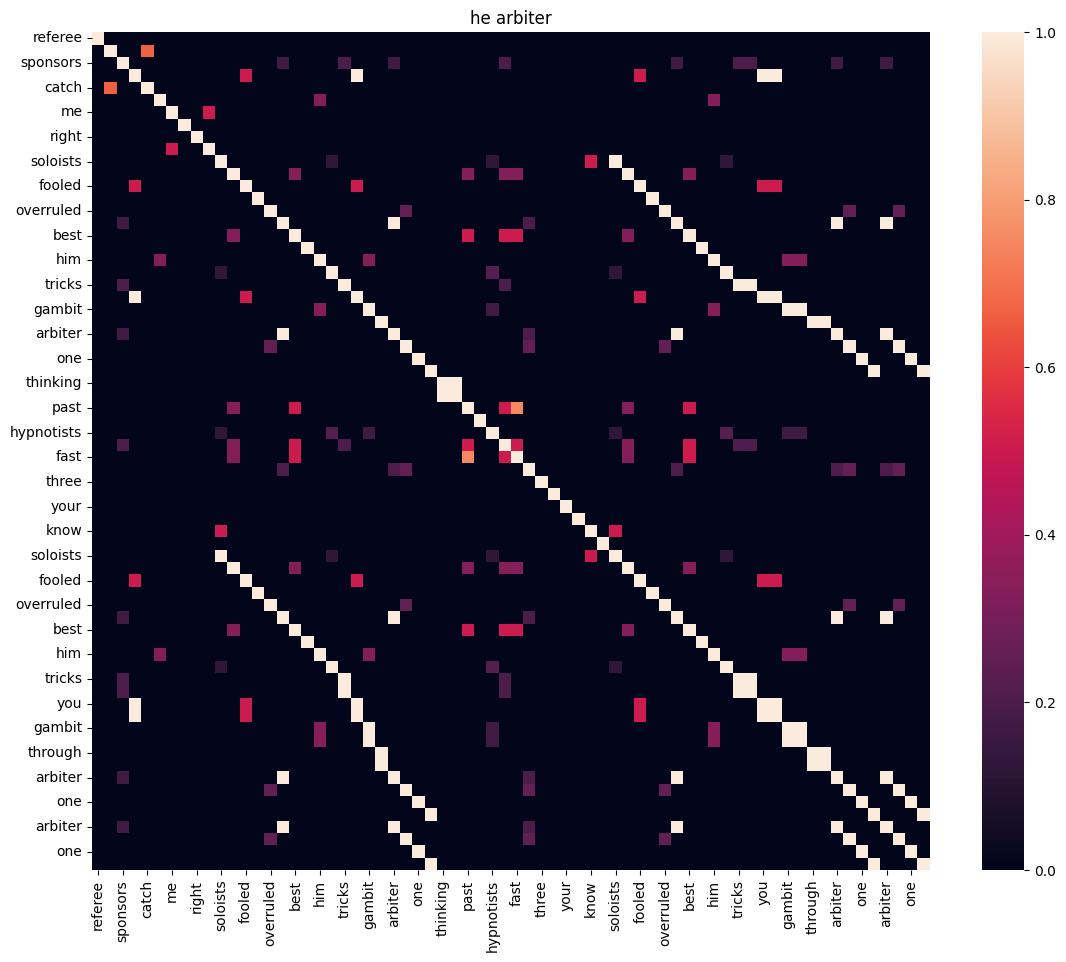 he arbiter
referee
sponsors
catch
me
right
soloists
fooled
overruled
best
him
tricks
gambit
arbiter
one
thinking
past
hypnotists
fast
three
your
know
soloists
fooled
overruled
best
him
tricks
you
gambit
through
arbiter
one
arbiter
one
1.0
0.8
0.6
0.4
0.2
0.0
referee
sponsors
catch
me
right
soloists
fooled
overruled
best
him
tricks
gambit
arbiter
one
thinking
past
hypnotists
fast
three
your
know
soloists
fooled
overruled
best
him
tricks
you
gambit
through
arbiter
one
arbiter
one